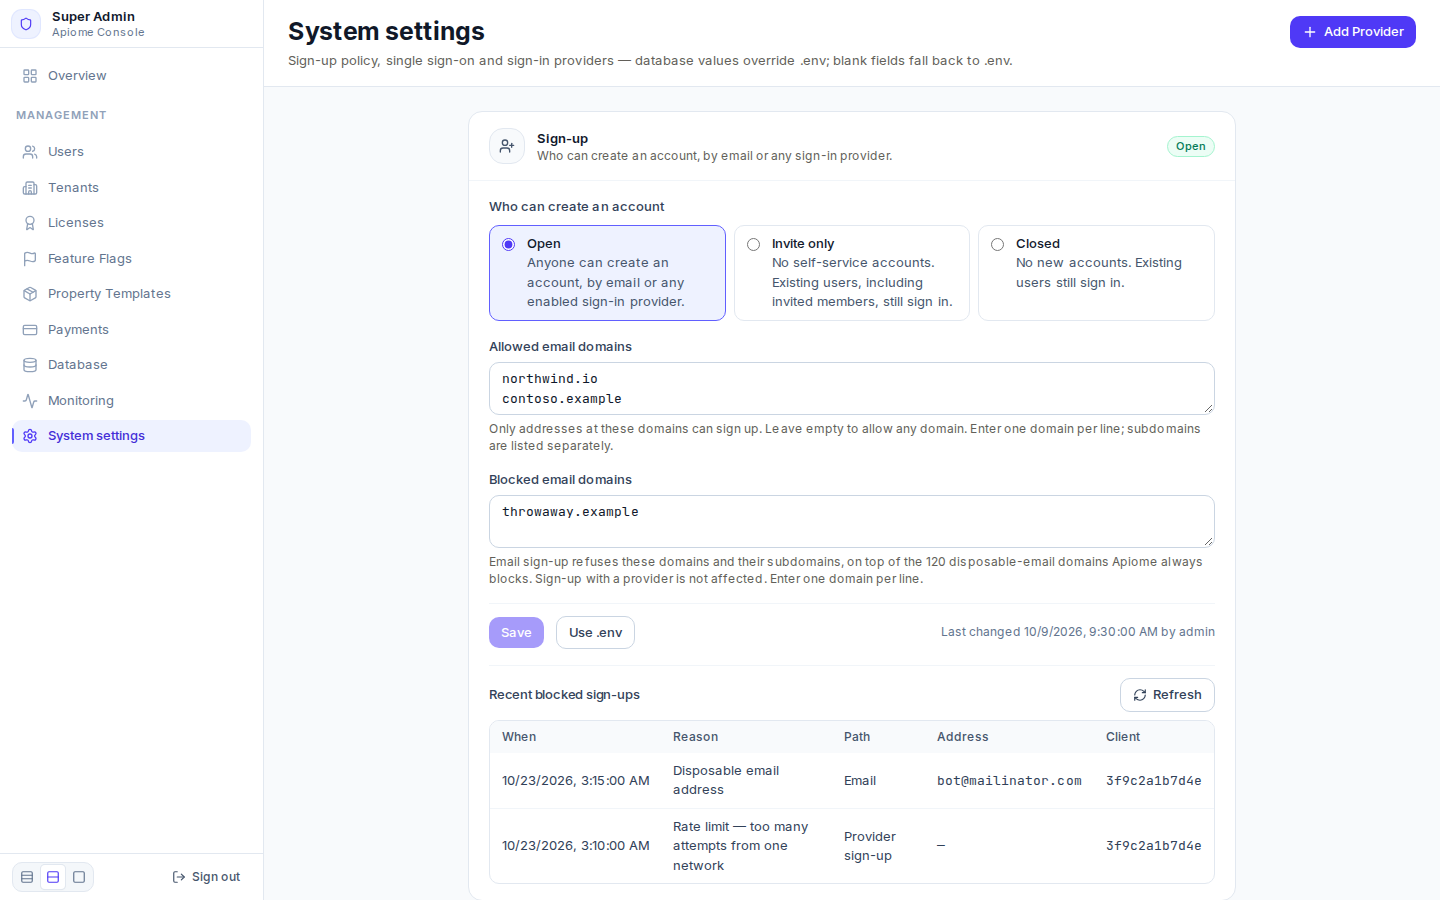 Super Admin
Apiome Console
Overview
MANAGEMENT
Users
Tenants
Licenses
Feature Flags
Property Templates
Payments
Database
Monitoring
System settings
Sign out
System settings
Sign-up policy, single sign-on and sign-in providers — database values override .env; blank fields fall back to .env.
Add Provider
Sign-up
Who can create an account, by email or any sign-in provider.
Open
Who can create an account
Open
Anyone can create an
account, by email or any
enabled sign-in provider.
Invite only
No self-service accounts.
Existing users, including
invited members, still sign in.
Closed
No new accounts. Existing
users still sign in.
Allowed email domains
northwind.io
contoso.example
Only addresses at these domains can sign up. Leave empty to allow any domain. Enter one domain per line; subdomains
are listed separately.
Blocked email domains
throwaway.example
Email sign-up refuses these domains and their subdomains, on top of the 120 disposable-email domains Apiome always
blocks. Sign-up with a provider is not affected. Enter one domain per line.
Save
Use .env
Last changed 10/9/2026, 9:30:00 AM by admin
Recent blocked sign-ups
Refresh
When Reason Path Address Client
10/23/2026, 3:15:00 AM Disposable email
address Email bot@mailinator.com 3f9c2a1b7d4e
10/23/2026, 3:10:00 AM Rate limit — too many
attempts from one
network Provider
sign-up — 3f9c2a1b7d4e